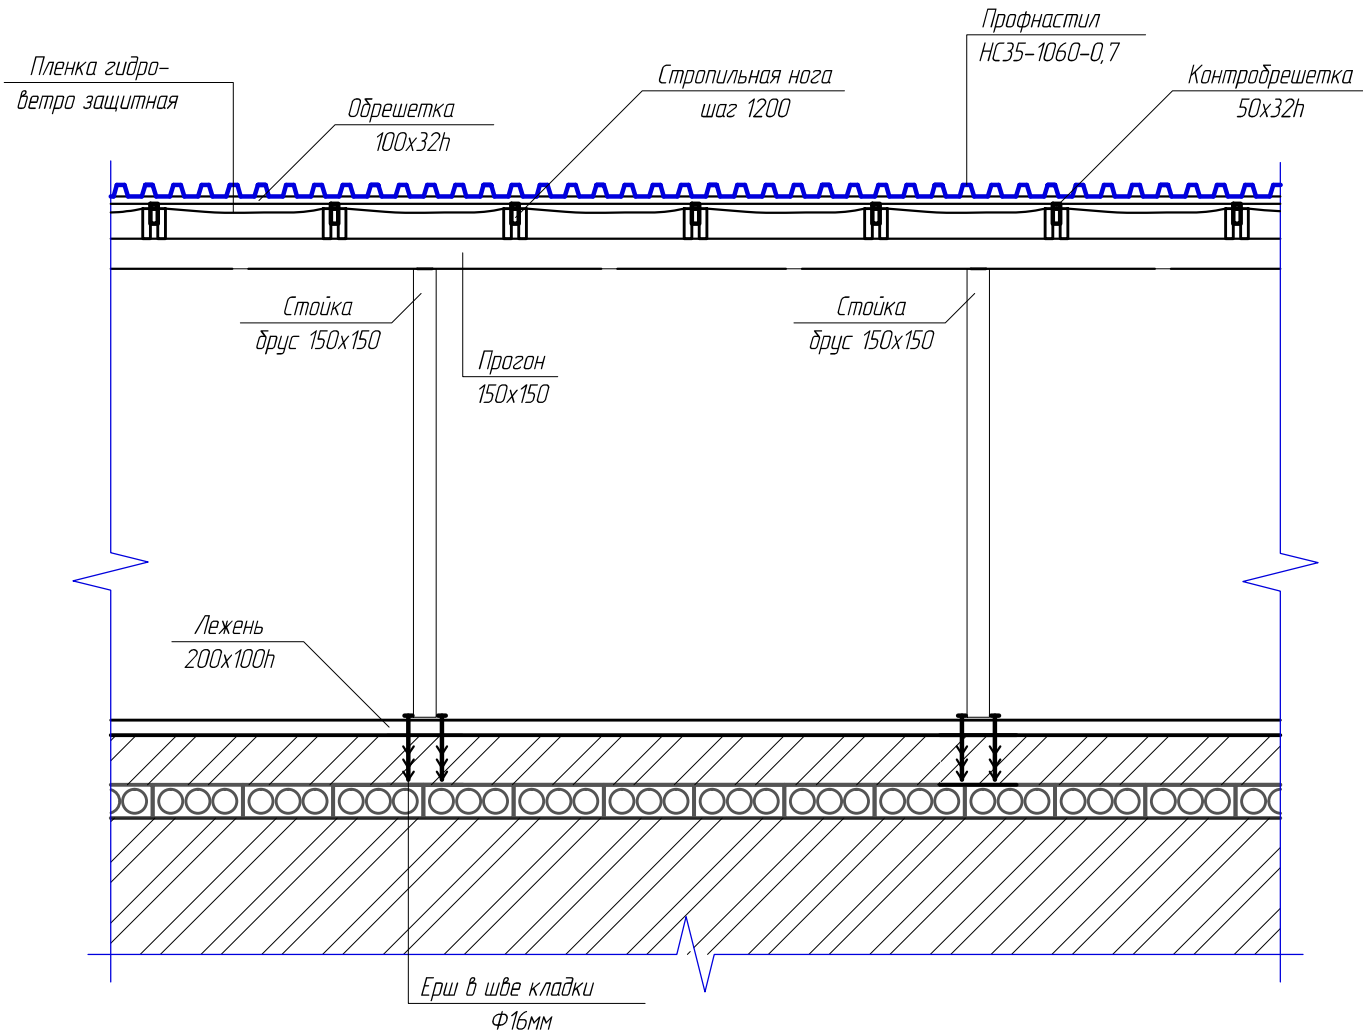 Профнастил
НС35-1060-0,7
Пленка гидро-
ветро защитная
Стропильная нога
шаг 1200
Контробрешетка
50х32h
Обрешетка
100х32h
Стойка
брус 150х150
Стойка
брус 150х150
Прогон
150х150
Лежень
200х100h
Ерш в шве кладки
Ф16мм